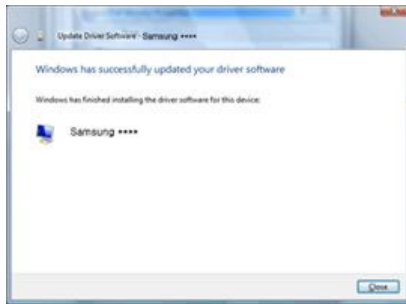 Update Driver Software - Samsung ••••
Windows has successfully updated your driver software
Windows has finished installing the driver software for this device:
Samsung ••••
Close